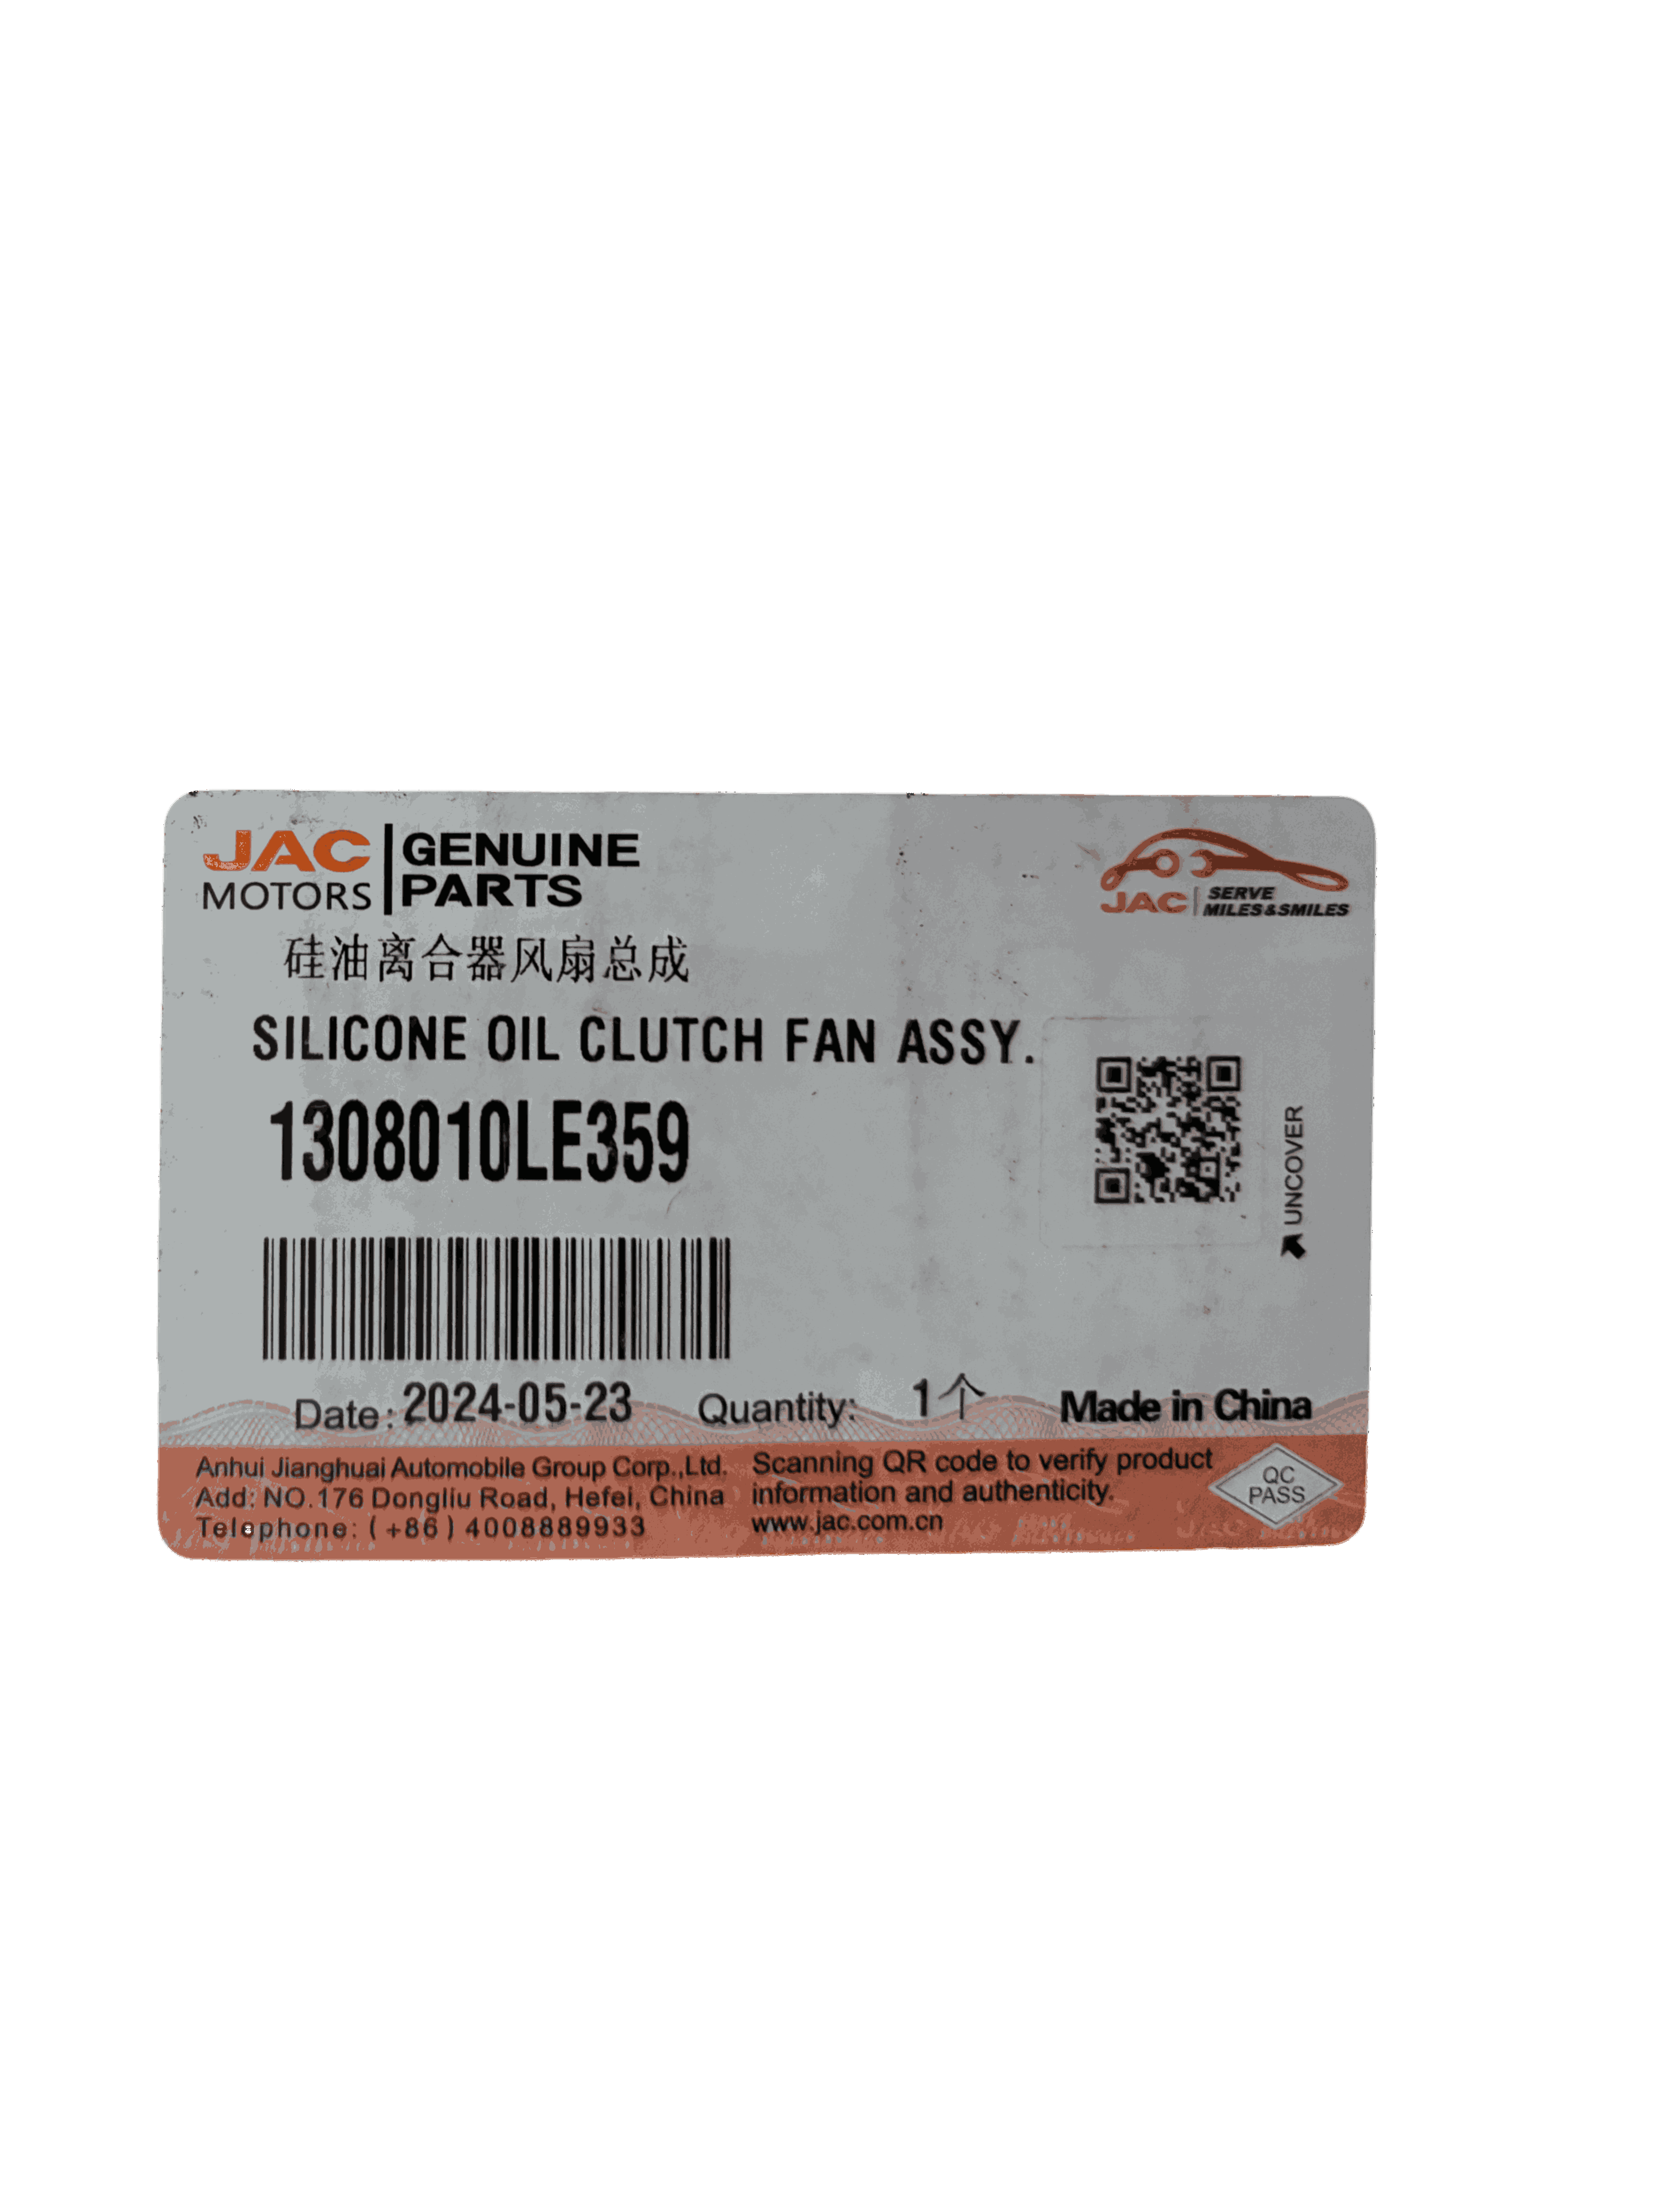 JAC MOTORS GENUINE PARTS
JAC SERVE MILES&SMILES
硅油离合器风扇总成
SILICONE OIL CLUTCH FAN ASSY.
1308010LE359
UNCOVER
Date: 2024-05-23 Quantity: 1个 Made in China
Anhui Jianghuai Automobile Group Corp.,Ltd.
Add: NO.176 Dongliu Road, Hefei, China
Telephone: ( +86 ) 4008889933
Scanning QR code to verify product
information and authenticity.
www.jac.com.cn
QC
PASS